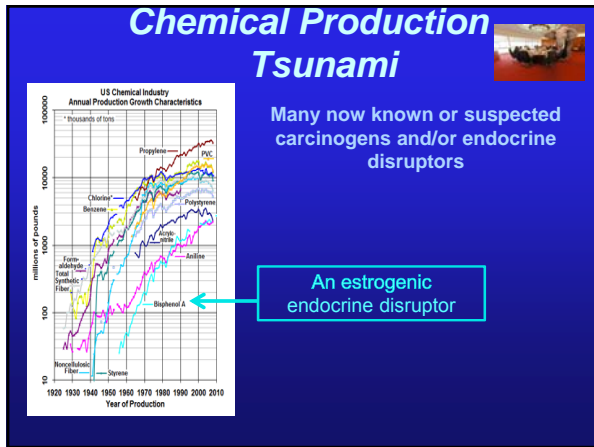 Chemical Production
Tsunami
US Chemical Industry
Annual Production Growth Characteristics
* thousands of tons
Propylene
PVC
Chlorine*
Benzene
Polystyrene
Acrylo-
nitrile
Form-
aldehyde
Total
Synthetic
Fiber
Aniline
Bisphenol A
Noncellulosic
Fiber
Styrene
millions of pounds
100000
10000
1000
100
10
1920 1930 1940 1950 1960 1970 1980 1990 2000 2010
Year of Production
Many now known or suspected
carcinogens and/or endocrine
disruptors
An estrogenic
endocrine disruptor